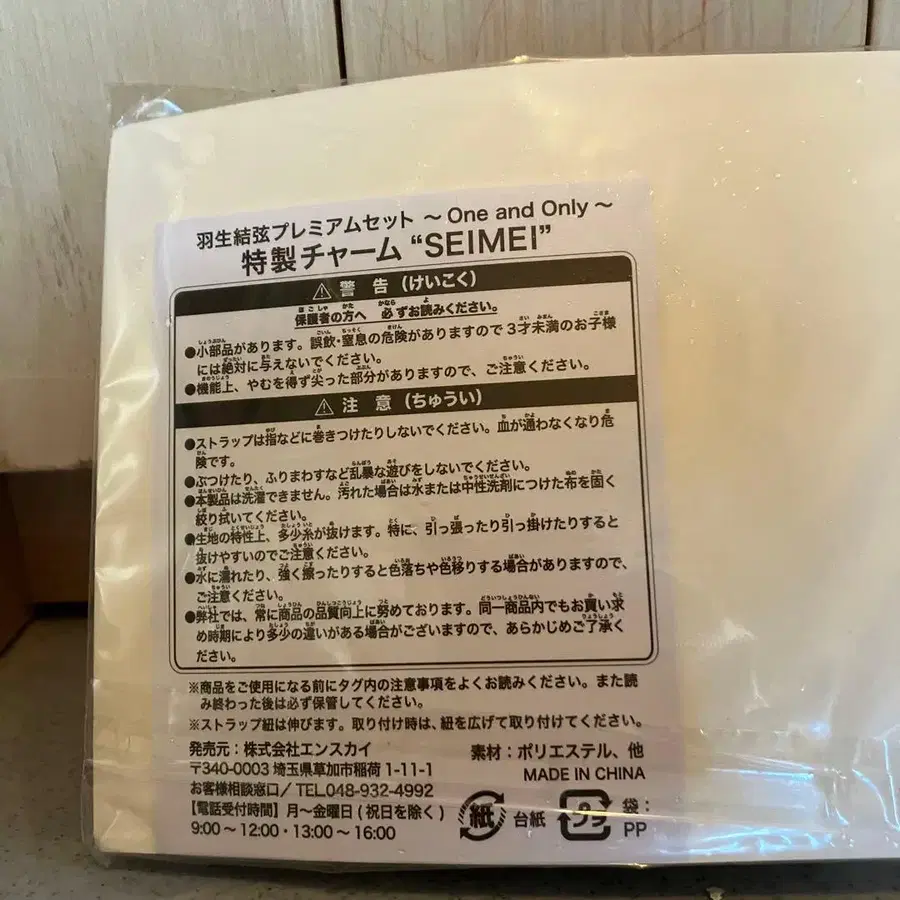 羽生結弦プレミアムセット ～One and Only～
特製チャーム“SEIMEI”
警告（けいこく）
保護者の方へ 必ずお読みください。
●小部品があります。誤飲・窒息の危険がありますので３才未満のお子様
には絶対に与えないでください。
●機能上、やむを得ず尖った部分がありますので、ご注意ください。
注意（ちゅうい）
●ストラップは指などに巻きつけたりしないでください。血が通わなくなり危
険です。
●ぶつけたり、ふりまわすなど乱暴な遊びをしないでください。
●本製品は洗濯できません。汚れた場合は水または中性洗剤につけた布を固く
絞り拭いてください。
●生地の特性上、多少糸が抜けます。特に、引っ張ったり引っ掛けたりすると
抜けやすいのでご注意ください。
●水に濡れたり、強く擦ったりすると色落ちや色移りする場合がありますので、
ご注意ください。
●弊社では、常に商品の品質向上に努めております。同一商品内でもお買い求
め時期により多少の違いがある場合がございますので、あらかじめご了承く
ださい。
※商品をご使用になる前にタグ内の注意事項をよくお読みください。また読
み終わった後は必ず保管してください。
※ストラップ紐は伸びます。取り付け時は、紐を広げて取り付けてください。
発売元：株式会社エンスカイ
〒340-0003 埼玉県草加市稲荷 1-11-1
お客様相談窓口／TEL048-932-4992
【電話受付時間】月～金曜日(祝日を除く)
9:00～12:00・13:00～16:00
素材：ポリエステル、他
MADE IN CHINA
紙 台紙
プラ 袋：
PP